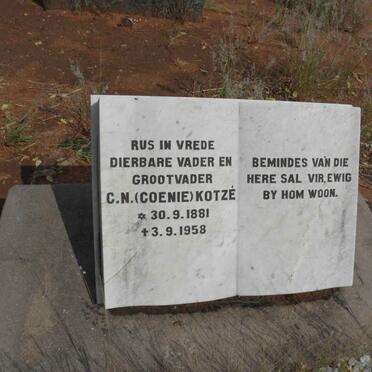 RUS IN VREDE
DIERBARE VADER EN
GROOTVADER
C.N.(COENIE)KOTZÉ
✡ 30.9.1881
✝ 3.9.1958
BEMINDES VAN DIE
HERE SAL VIR,EWIG
BY HOM WOON.